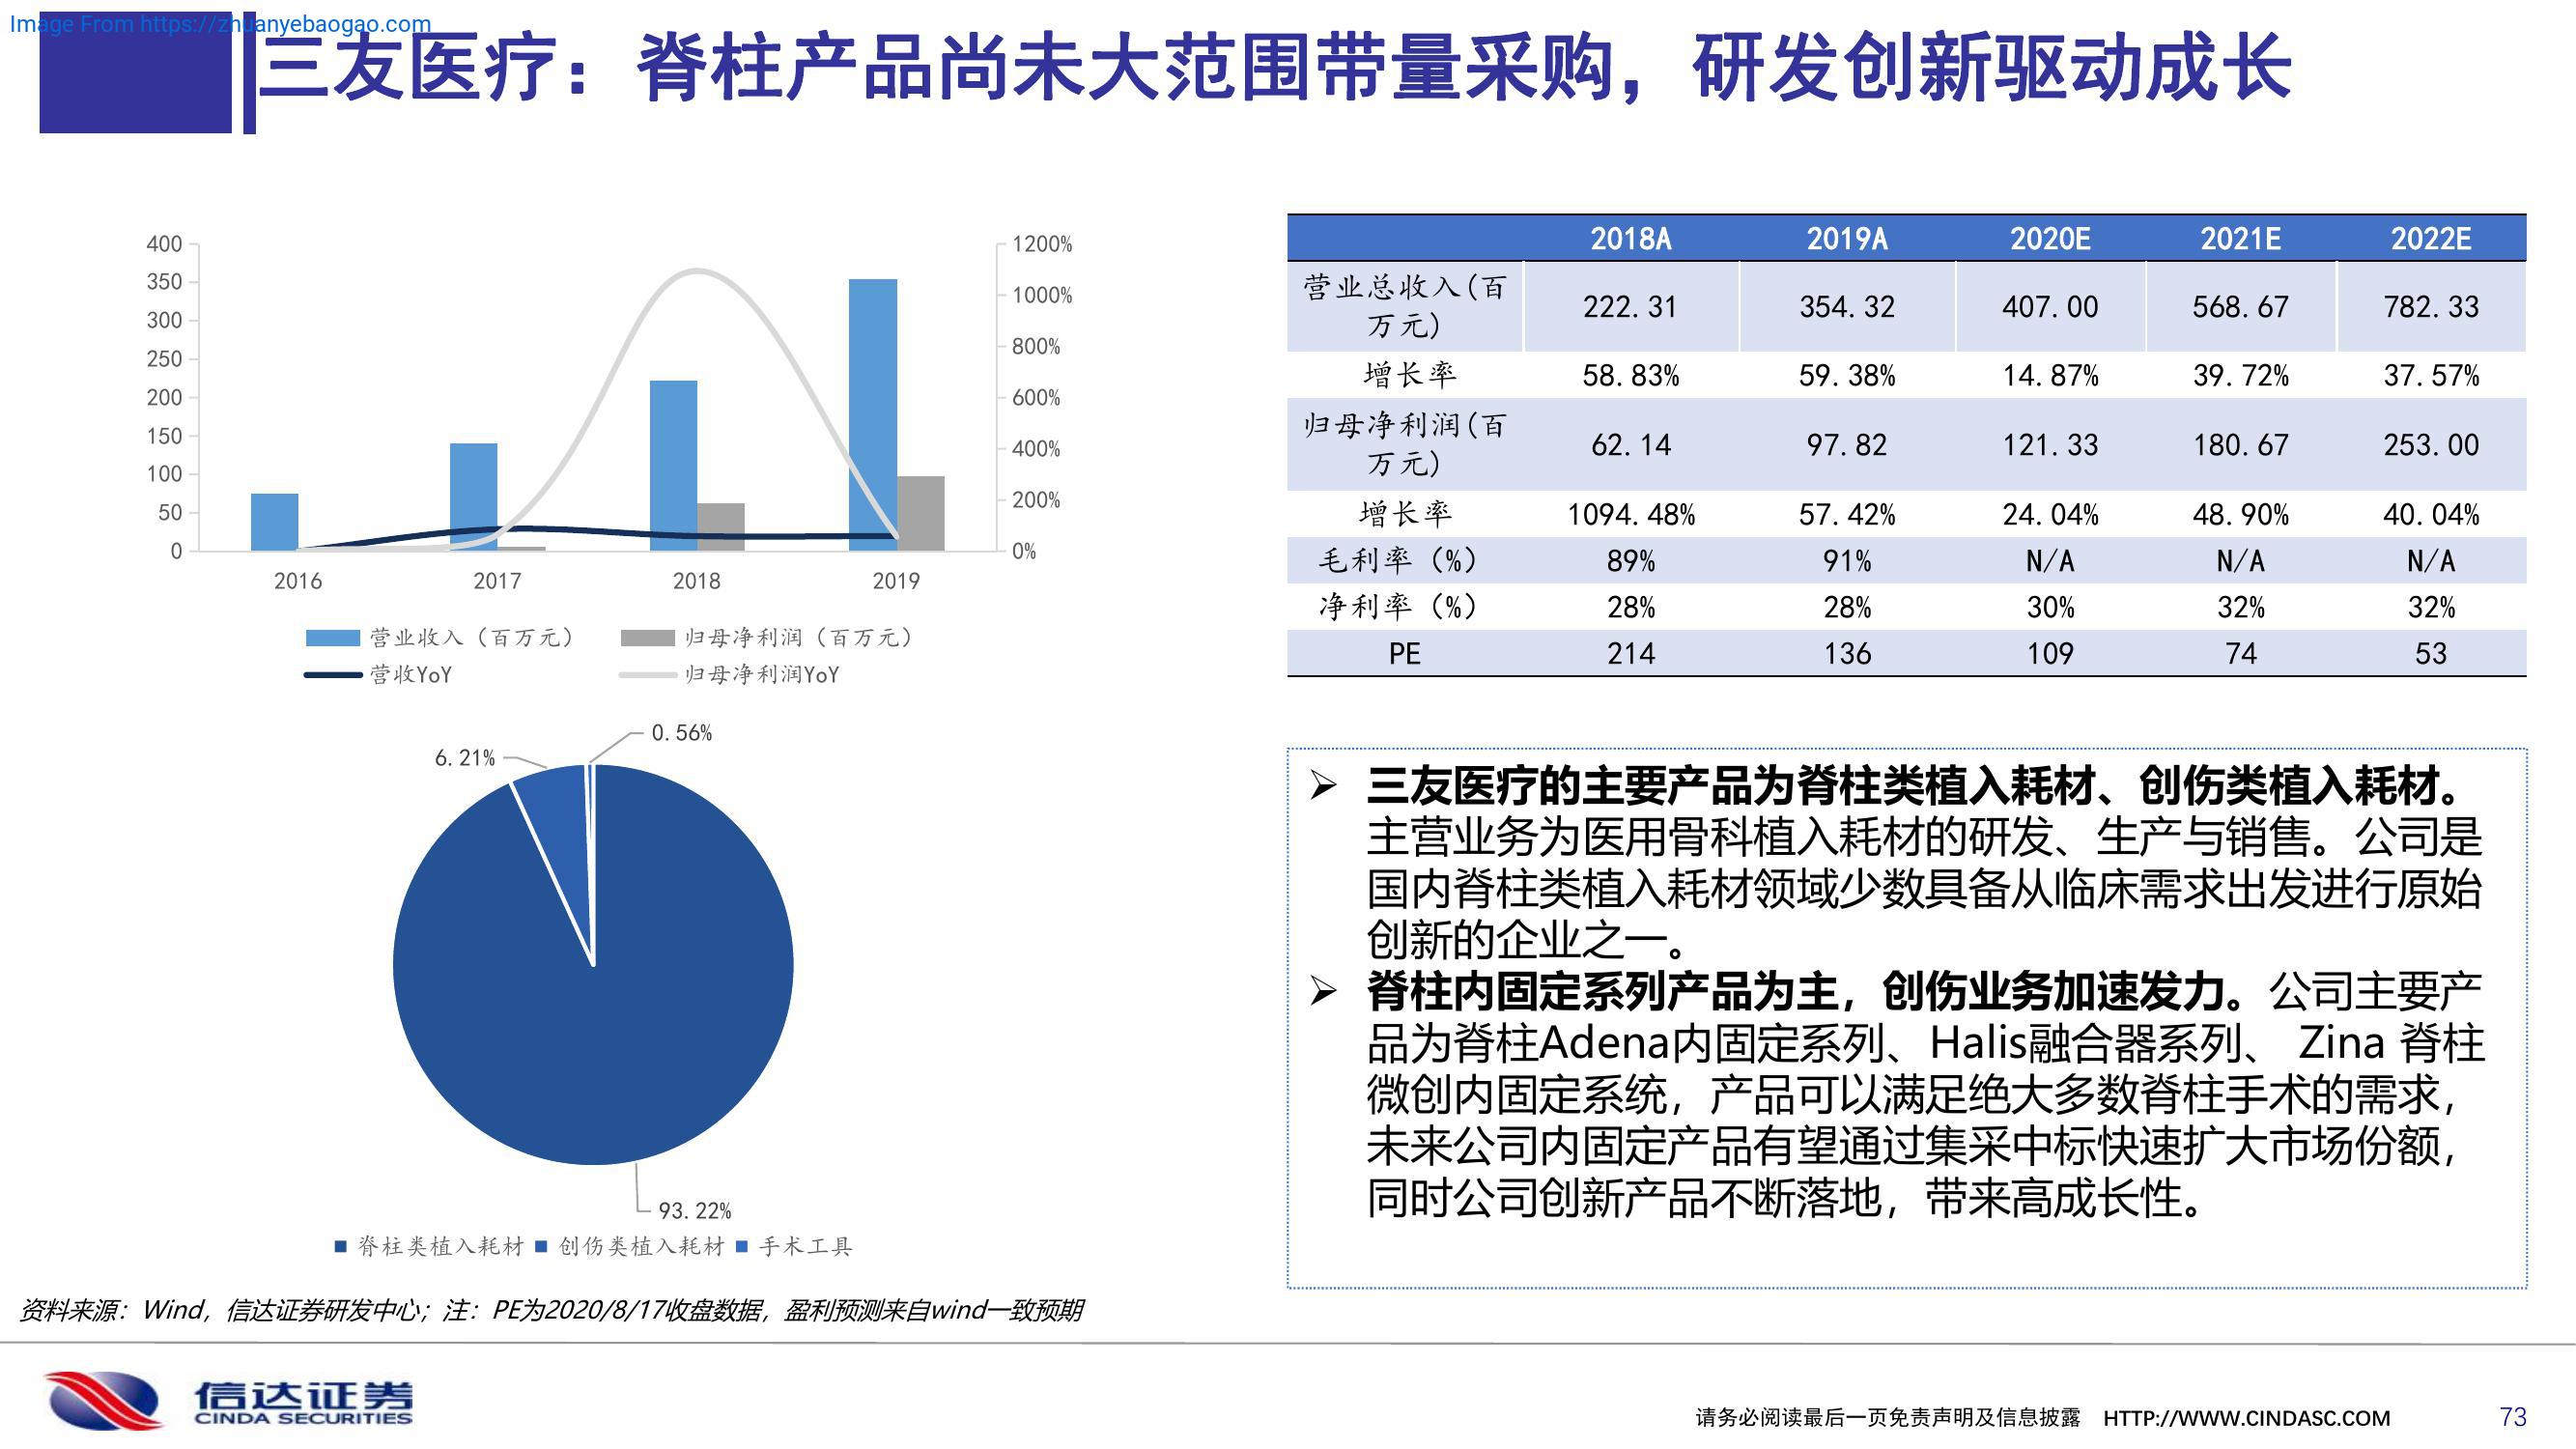 Image From https://zhuanyebaogao.com
三友医疗：脊柱产品尚未大范围带量采购，研发创新驱动成长
400
350
300
250
200
150
100
50
0
1200%
1000%
800%
600%
400%
200%
0%
2016 2017 2018 2019
营业收入（百万元） 归母净利润（百万元）
营收YoY 归母净利润YoY
2018A 2019A 2020E 2021E 2022E
营业总收入(百
万元) 222.31 354.32 407.00 568.67 782.33
增长率 58.83% 59.38% 14.87% 39.72% 37.57%
归母净利润(百
万元) 62.14 97.82 121.33 180.67 253.00
增长率 1094.48% 57.42% 24.04% 48.90% 40.04%
毛利率（%） 89% 91% N/A N/A N/A
净利率（%） 28% 28% 30% 32% 32%
PE 214 136 109 74 53
0.56%
6.21%
93.22%
脊柱类植入耗材 创伤类植入耗材 手术工具
三友医疗的主要产品为脊柱类植入耗材、创伤类植入耗材。
主营业务为医用骨科植入耗材的研发、生产与销售。公司是
国内脊柱类植入耗材领域少数具备从临床需求出发进行原始
创新的企业之一。
脊柱内固定系列产品为主，创伤业务加速发力。公司主要产
品为脊柱Adena内固定系列、Halis融合器系列、 Zina 脊柱
微创内固定系统，产品可以满足绝大多数脊柱手术的需求，
未来公司内固定产品有望通过集采中标快速扩大市场份额，
同时公司创新产品不断落地，带来高成长性。
资料来源：Wind，信达证券研发中心；注：PE为2020/8/17收盘数据，盈利预测来自wind一致预期
信达证券
CINDA SECURITIES
请务必阅读最后一页免责声明及信息披露 HTTP://WWW.CINDASC.COM 73